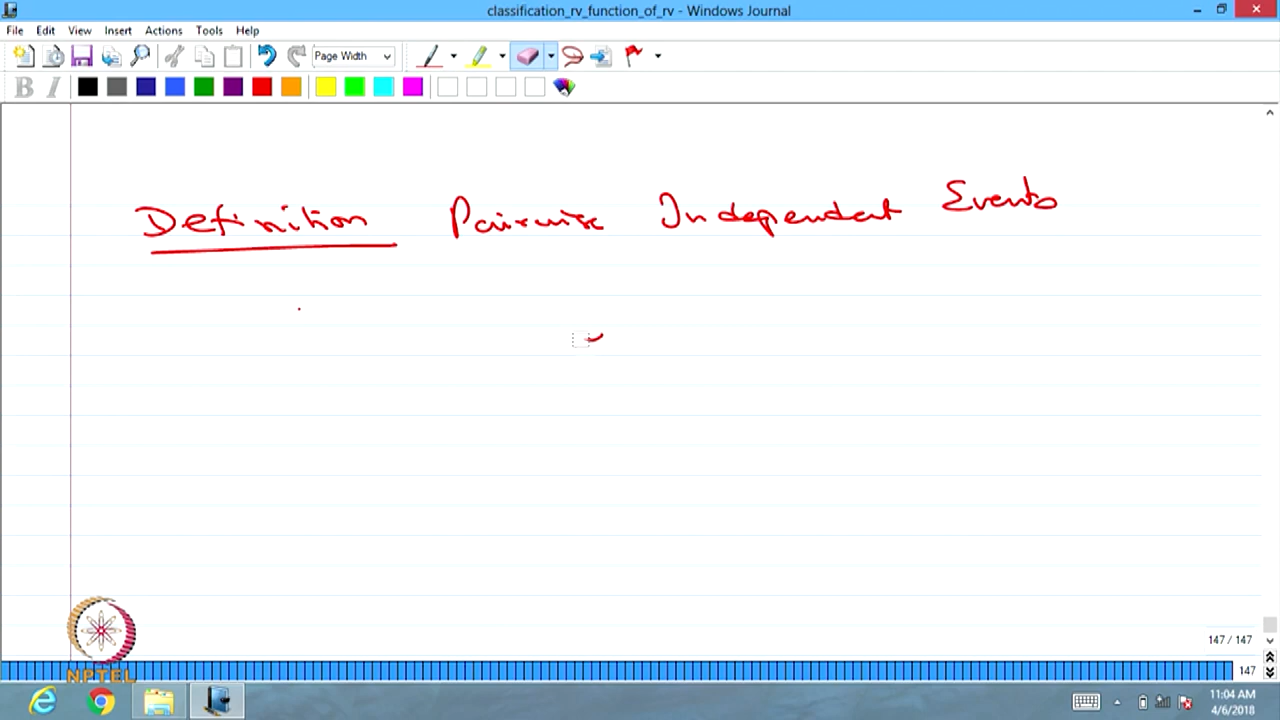 classification_rv_function_of_rv - Windows Journal
File Edit View Insert Actions Tools Help
Page Width
B I
Definition Pairwise Independent Events
147 / 147
147
NPTEL
11:04 AM
4/6/2018